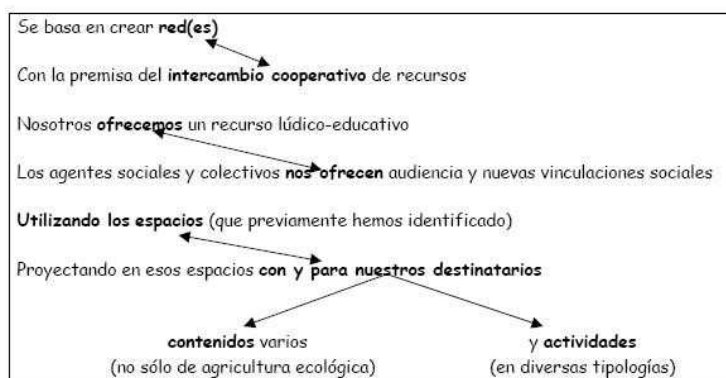 Se basa en crear red(es)
Con la premisa del intercambio cooperativo de recursos
Nosotros ofrecemos un recurso lúdico-educativo
Los agentes sociales y colectivos nos ofrecen audiencia y nuevas vinculaciones sociales
Utilizando los espacios (que previamente hemos identificado)
Proyectando en esos espacios con y para nuestros destinatarios
contenidos varios
(no sólo de agricultura ecológica)
y actividades
(en diversas tipologías)